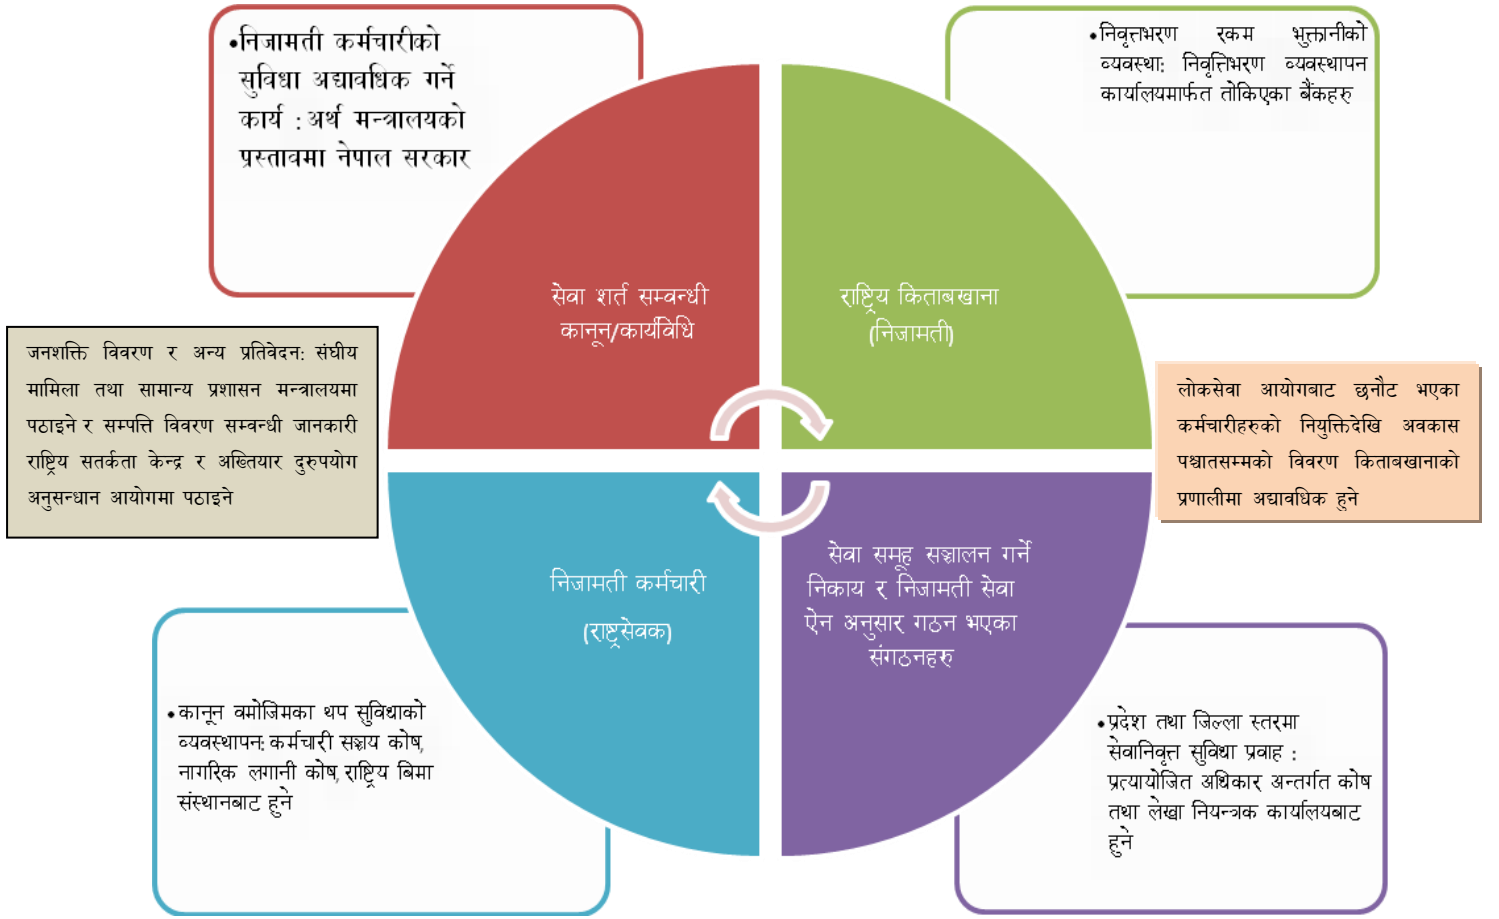 •निजामती कर्मचारीको
सुविधा अद्यावधिक गर्ने
कार्य : अर्थ मन्त्रालयको
प्रस्तावमा नेपाल सरकार
•निवृत्तभरण रकम भुक्तानीको
व्यवस्था: निवृत्तिभरण व्यवस्थापन
कार्यालयमार्फत तोकिएका बैंकहरु
सेवा शर्त सम्वन्धी
कानून/कार्यविधि
राष्ट्रिय किताबखाना
(निजामती)
जनशक्ति विवरण र अन्य प्रतिवेदन: संघीय
मामिला तथा सामान्य प्रशासन मन्त्रालयमा
पठाइने र सम्पत्ति विवरण सम्वन्धी जानकारी
राष्ट्रिय सतर्कता केन्द्र र अख्तियार दुरुपयोग
अनुसन्धान आयोगमा पठाइने
लोकसेवा आयोगबाट छनौट भएका
कर्मचारीहरुको नियुक्तिदेखि अवकास
पश्चातसम्मको विवरण किताबखानाको
प्रणालीमा अद्यावधिक हुने
निजामती कर्मचारी
(राष्ट्रसेवक)
सेवा समूह सञ्चालन गर्ने
निकाय र निजामती सेवा
ऐन अनुसार गठन भएका
संगठनहरु
•कानून वमोजिमका थप सुविधाको
व्यवस्थापन: कर्मचारी सञ्चय कोष,
नागरिक लगानी कोष, राष्ट्रिय बिमा
संस्थानबाट हुने
•प्रदेश तथा जिल्ला स्तरमा
सेवानिवृत्त सुविधा प्रवाह :
प्रत्यायोजित अधिकार अन्तर्गत कोष
तथा लेखा नियन्त्रक कार्यालयबाट
हुने